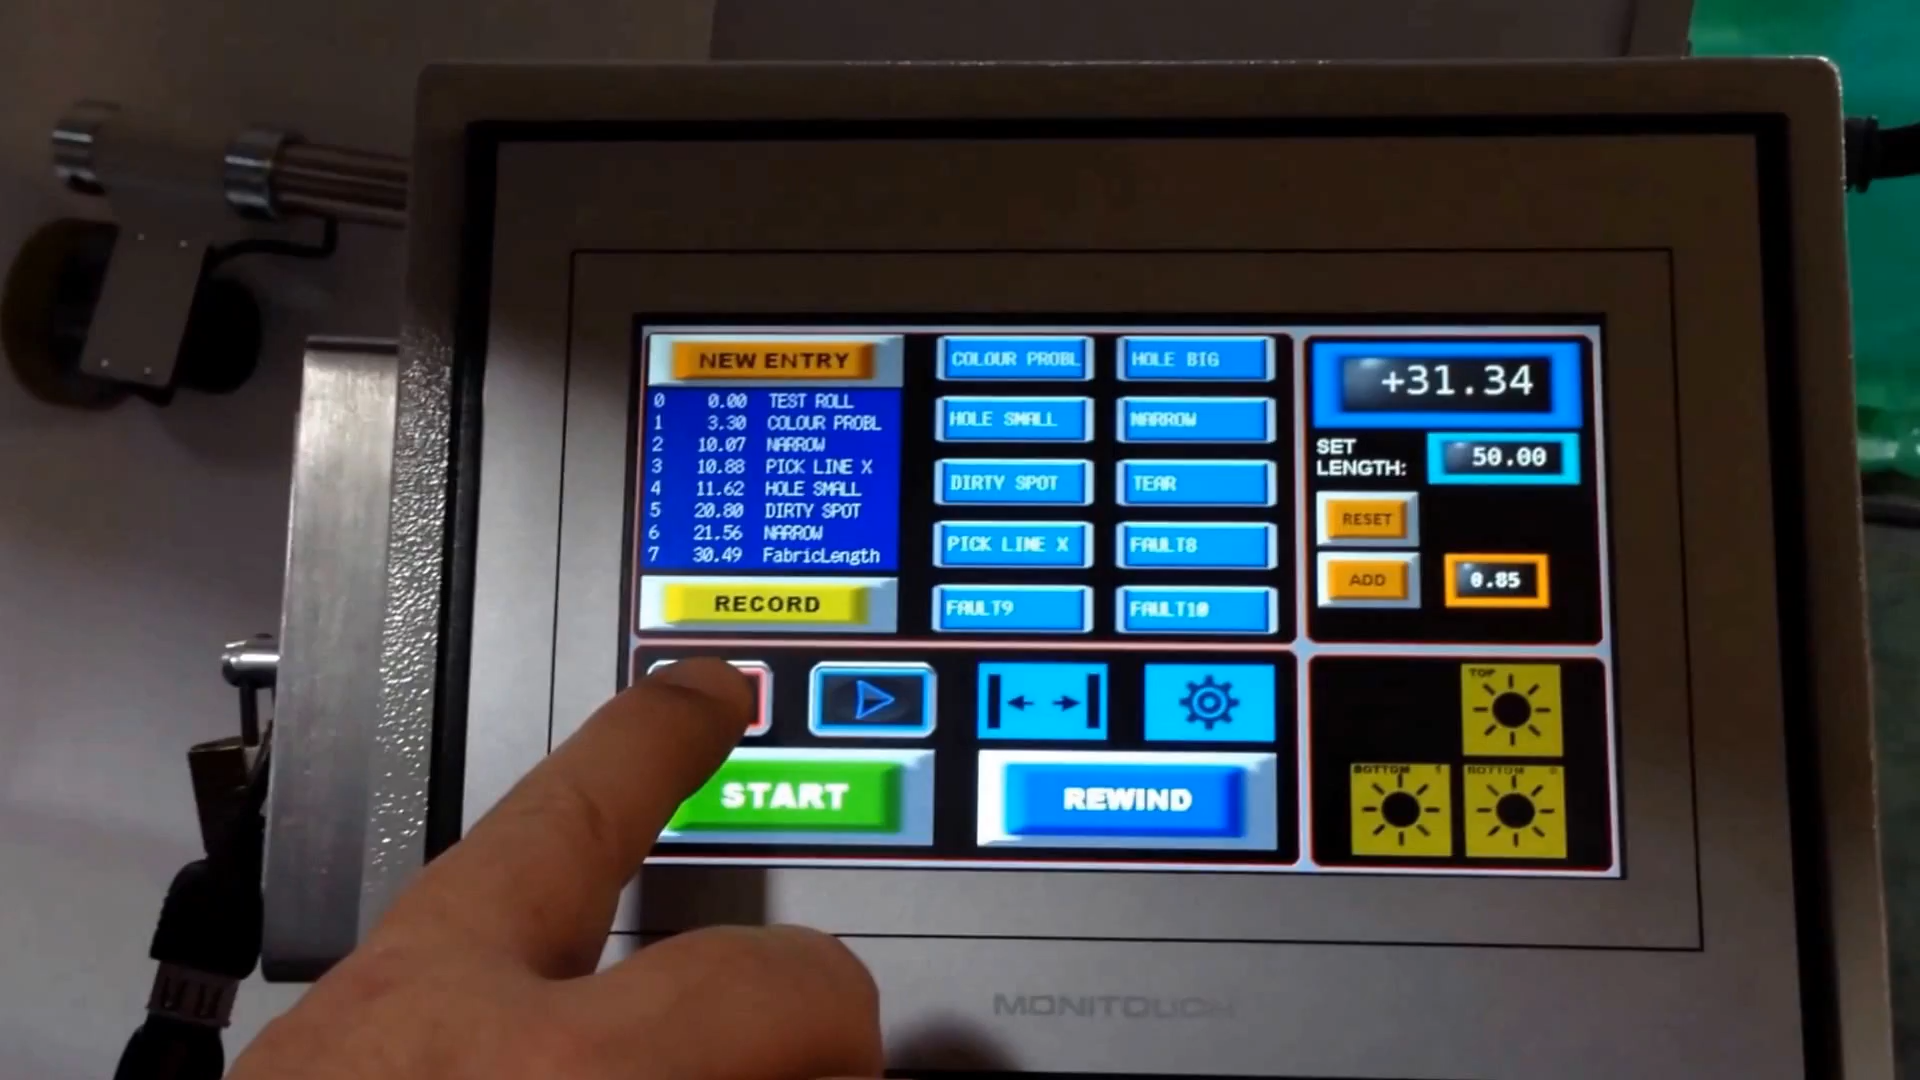 NEW ENTRY
0 0.00 TEST ROLL
1 3.30 COLOUR PROBL
2 10.07 NARROW
3 10.88 PICK LINE X
4 11.62 HOLE SMALL
5 20.80 DIRTY SPOT
6 21.56 NARROW
7 30.49 FabricLength
RECORD
COLOUR PROBL
HOLE BIG
HOLE SMALL
NARROW
DIRTY SPOT
TEAR
PICK LINE X
FAULT8
FAULT9
FAULT10
+31.34
SET LENGTH:
50.00
RESET
ADD
0.85
START
REWIND
TOP
BOTTOM 1
BOTTOM 2
MONITOUCH